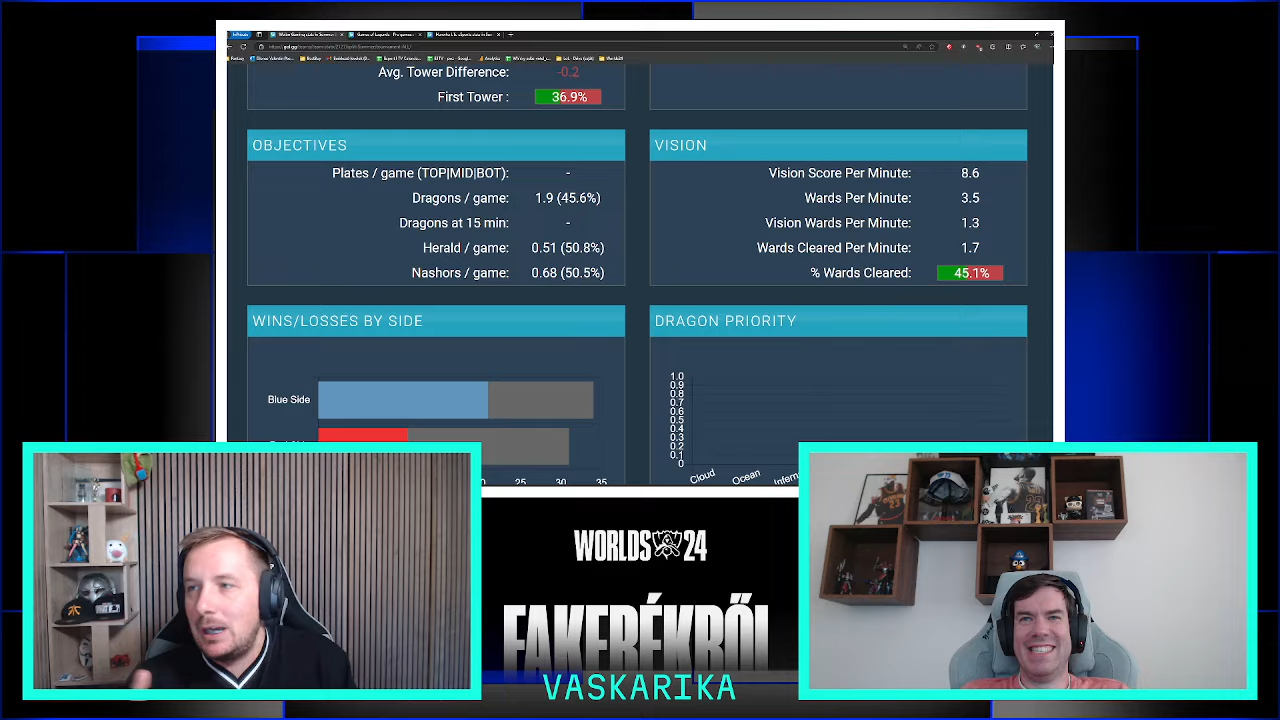 Avg. Tower Difference: -0.2
First Tower : 36.9%
OBJECTIVES
Plates / game (TOP|MID|BOT): -
Dragons / game: 1.9 (45.6%)
Dragons at 15 min: -
Herald / game: 0.51 (50.8%)
Nashors / game: 0.68 (50.5%)
VISION
Vision Score Per Minute: 8.6
Wards Per Minute: 3.5
Vision Wards Per Minute: 1.3
Wards Cleared Per Minute: 1.7
% Wards Cleared: 45.1%
WINS/LOSSES BY SIDE
Blue Side
25 30 35
DRAGON PRIORITY
1.0
0.9
0.8
0.7
0.6
0.5
0.4
0.3
0.2
0.1
0
Cloud Ocean
WORLDS 24
FAKERÉKRŐL
VASKARIKA